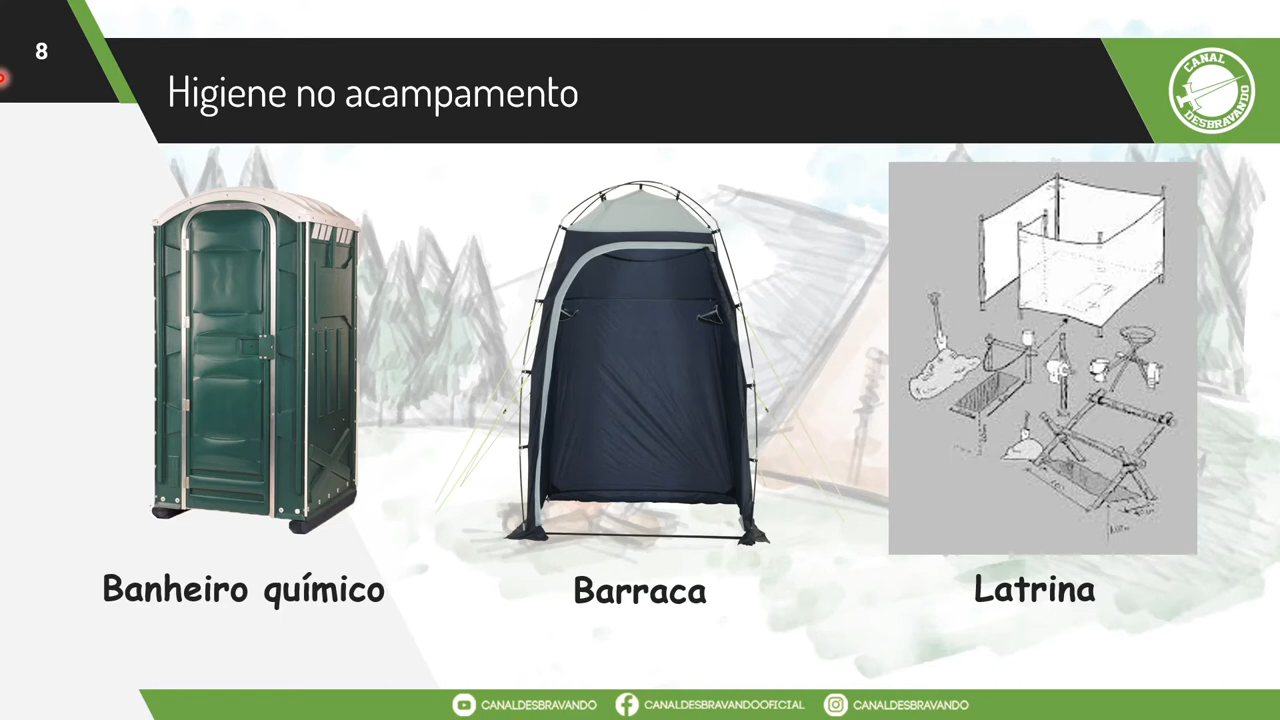 8
Higiene no acampamento
CANAL
DESBRAVANDO
Banheiro químico
Barraca
Latrina
CANALDESBRAVANDO
CANALDESBRAVANDOOFICIAL
CANALDESBRAVANDO